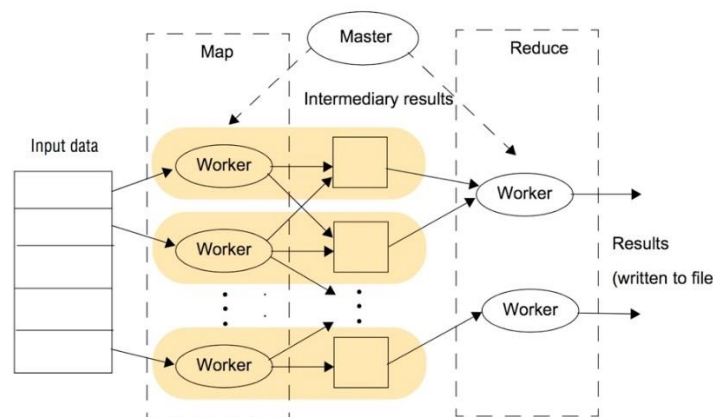 Master
Map
Reduce
Intermediary results
Input data
Worker
Worker
Worker
Results
(written to file
Worker
Worker